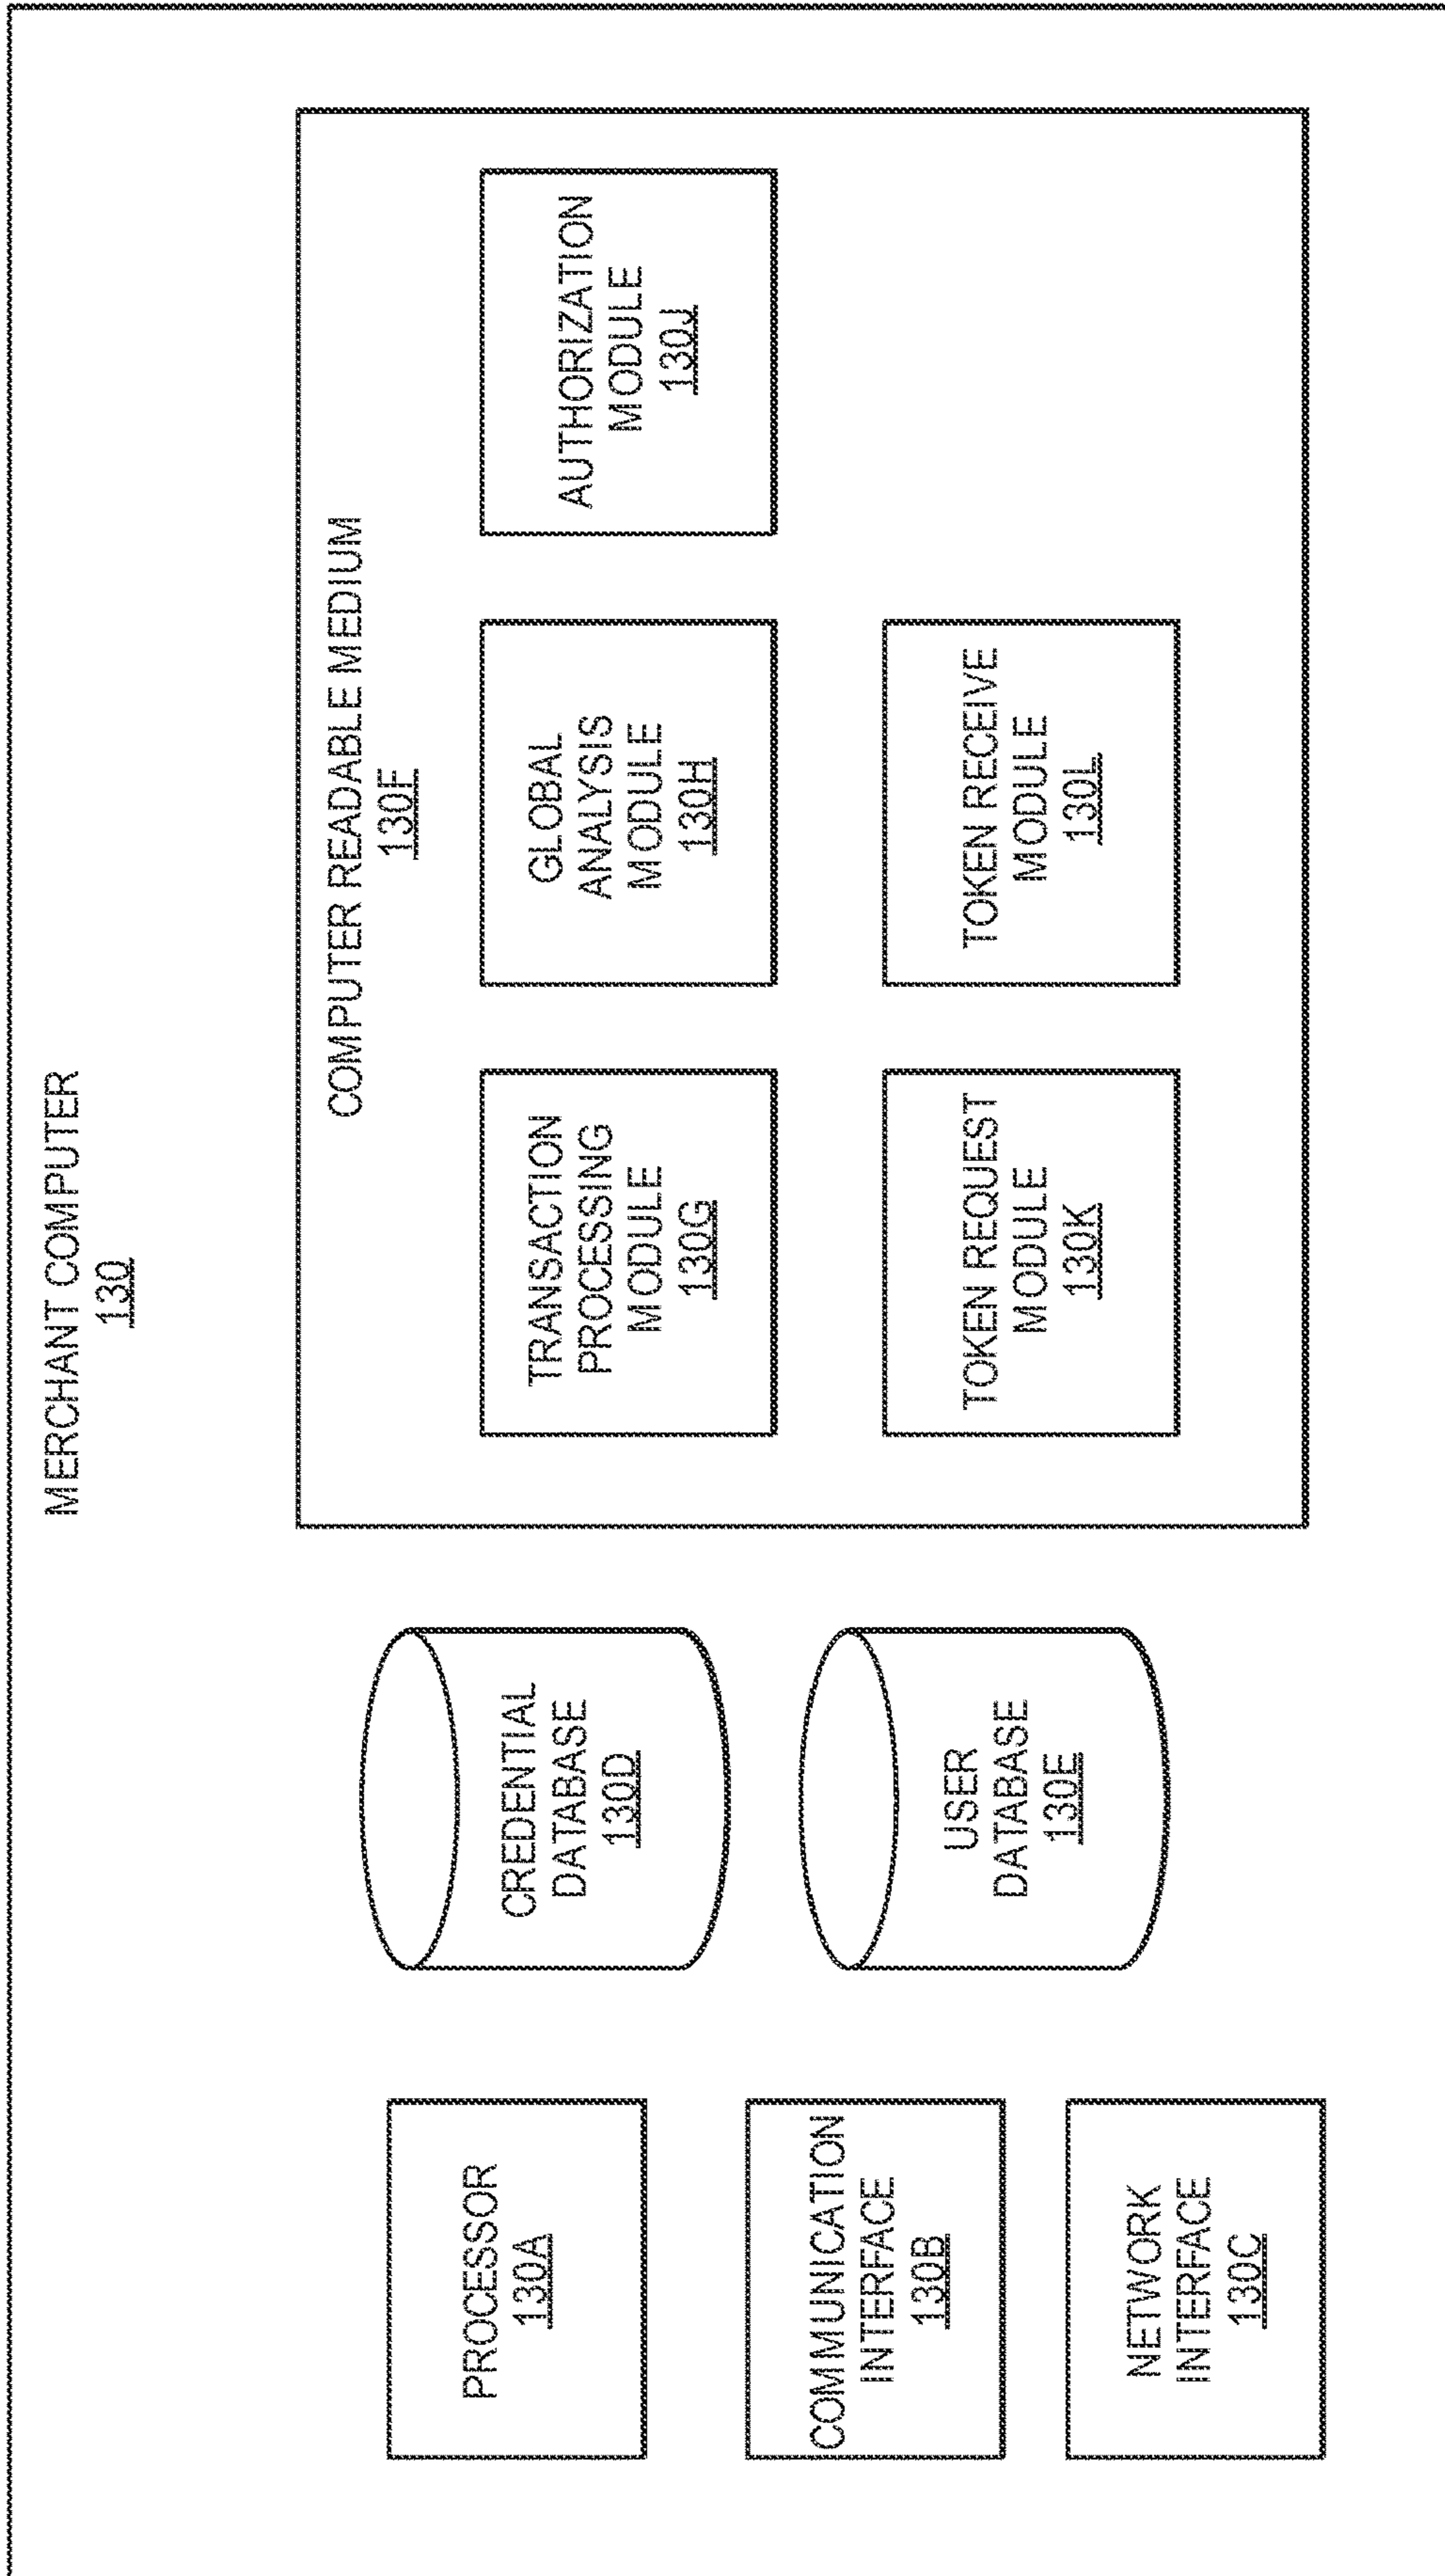 MERCHANT COMPUTER
130
PROCESSOR
130A
COMMUNICATION
INTERFACE
130B
NETWORK
INTERFACE
130C
CREDENTIAL
DATABASE
130D
USER
DATABASE
130E
COMPUTER READABLE MEDIUM
130F
TRANSACTION
PROCESSING
MODULE
130G
GLOBAL
ANALYSIS
MODULE
130H
AUTHORIZATION
MODULE
130J
TOKEN REQUEST
MODULE
130K
TOKEN RECEIVE
MODULE
130L